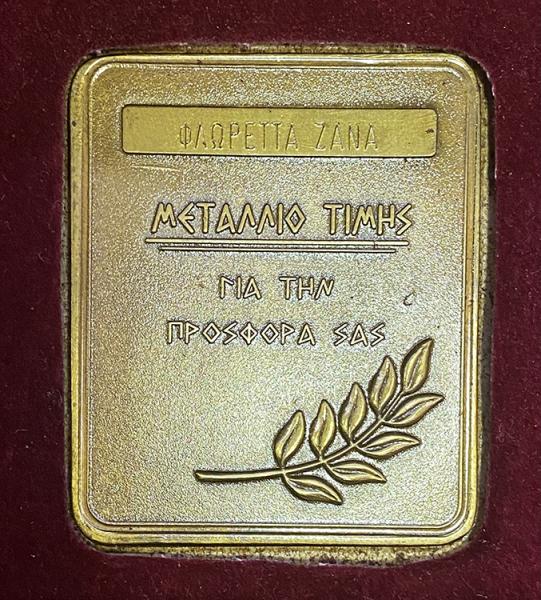 ΦΛΩΡΕΤΤΑ ΖΑΝΑ
ΜΕΤΑΛΛΙΟ ΤΙΜΗΣ
ΓΙΑ ΤΗΝ
ΠΡΟΣΦΟΡΑ ΣΑΣ